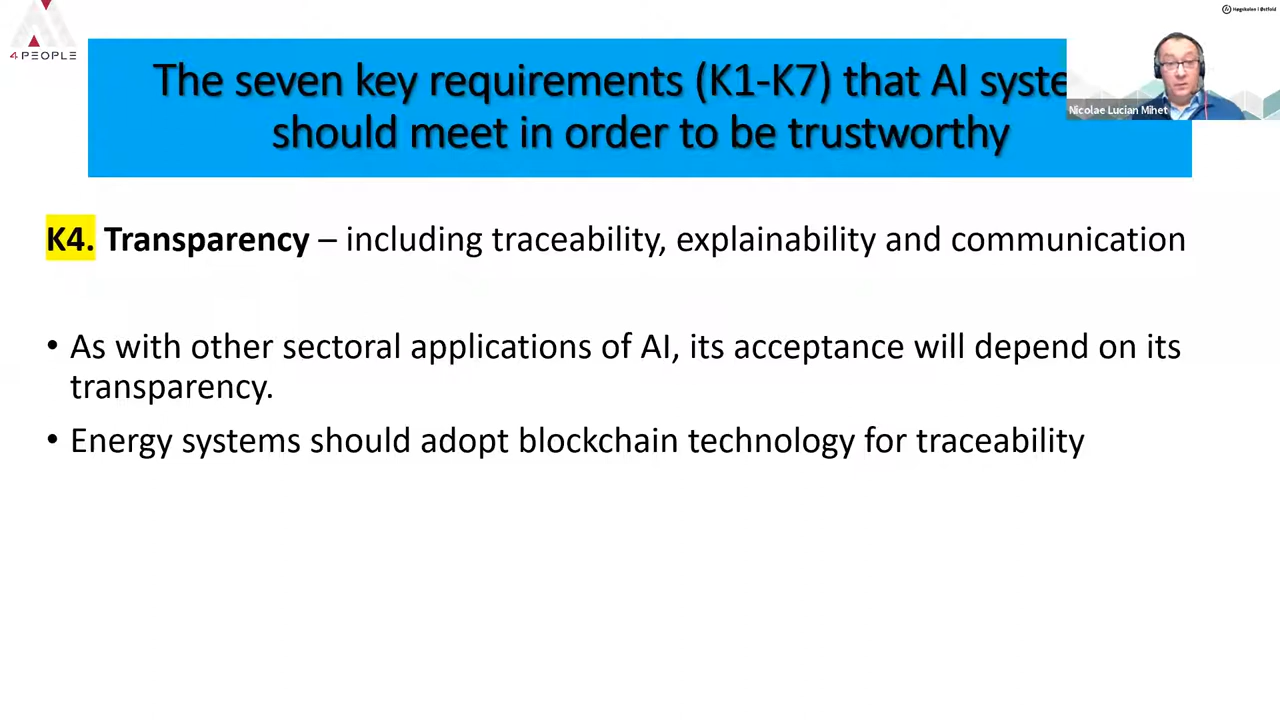 Høgskolen i Østfold
4PEOPLE
The seven key requirements (K1-K7) that AI syste
should meet in order to be trustworthy
Nicolae Lucian Mihet
K4. Transparency – including traceability, explainability and communication
• As with other sectoral applications of AI, its acceptance will depend on its
transparency.
• Energy systems should adopt blockchain technology for traceability